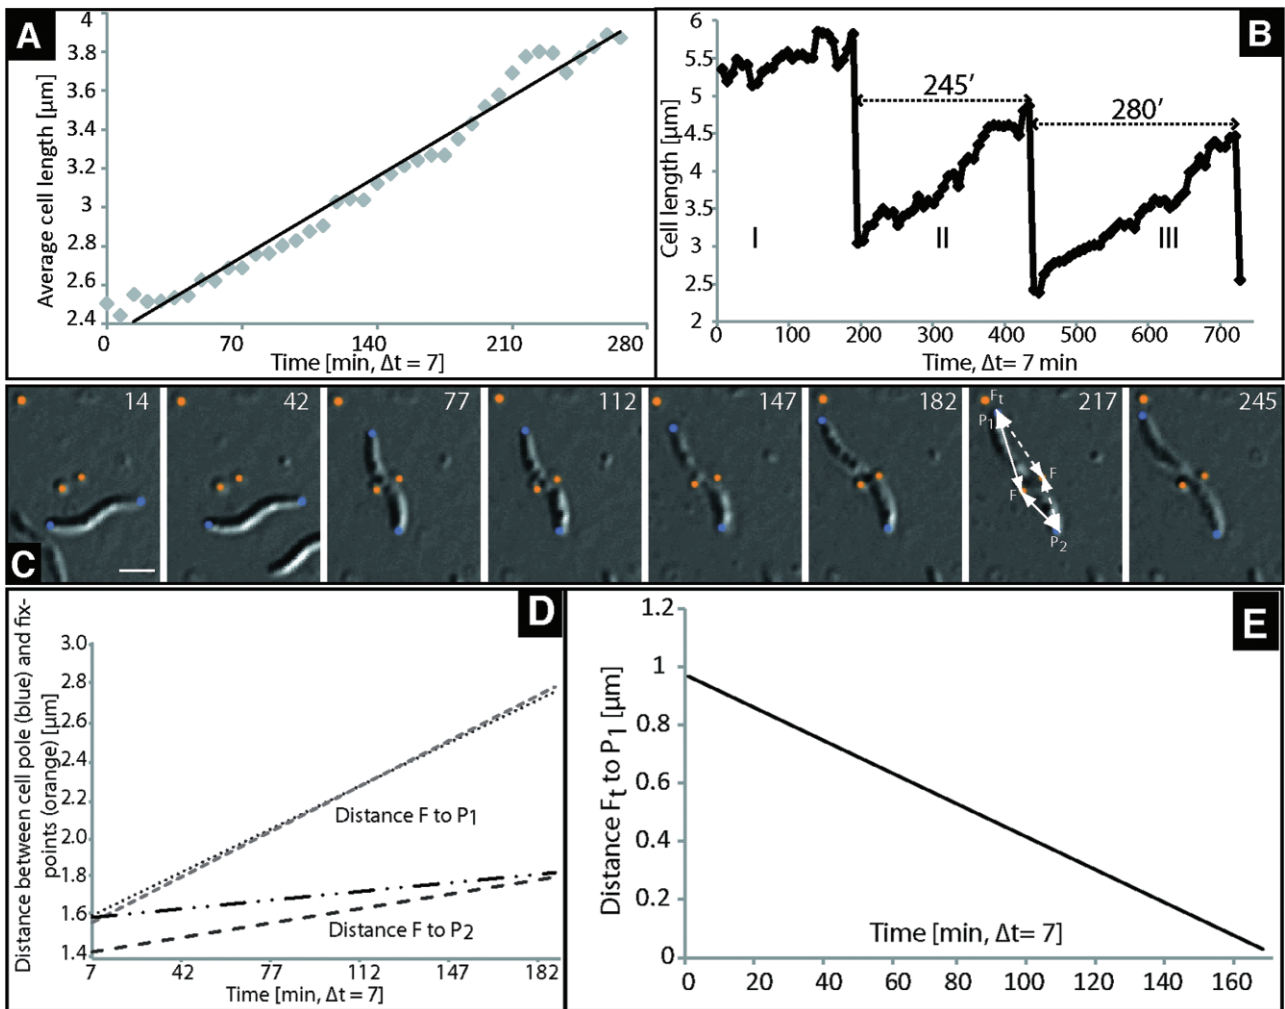 A
4
3.8
3.6
3.4
3.2
3
2.8
2.6
2.4
Average cell length [µm]
0 70 140 210 280
Time [min, Δt = 7]
B
6
5.5
5
4.5
4
3.5
3
2.5
2
Cell length [µm]
245′
280′
I II III
0 100 200 300 400 500 600 700
Time, Δt= 7 min
C
14 42 77 112 147 182 217 245
Ft
P1
F
F
P2
D
Distance between cell pole (blue) and fix-
points (orange) [µm]
3.0
2.8
2.6
2.4
2.2
2.0
1.8
1.6
1.4
Distance F to P1
Distance F to P2
7 42 77 112 147 182
Time [min, Δt = 7]
E
1.2
1
0.8
0.6
0.4
0.2
0
Distance Ft to P1 [µm]
Time [min, Δt= 7]
0 20 40 60 80 100 120 140 160